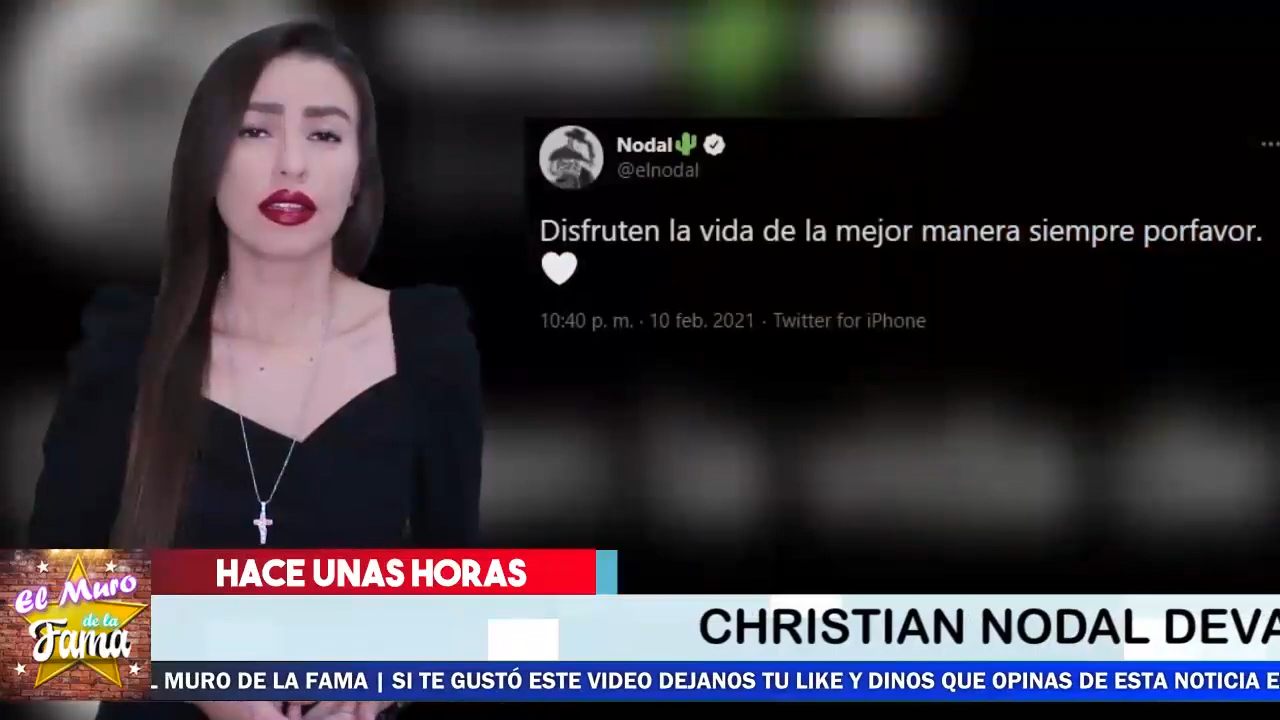 Nodal🌵
@elnodal
Disfruten la vida de la mejor manera siempre porfavor.
🤍
10:40 p. m. · 10 feb. 2021 · Twitter for iPhone
HACE UNAS HORAS
El Muro
de la
Fama
CHRISTIAN NODAL DEVA
L MURO DE LA FAMA | SI TE GUSTÓ ESTE VIDEO DEJANOS TU LIKE Y DINOS QUE OPINAS DE ESTA NOTICIA E